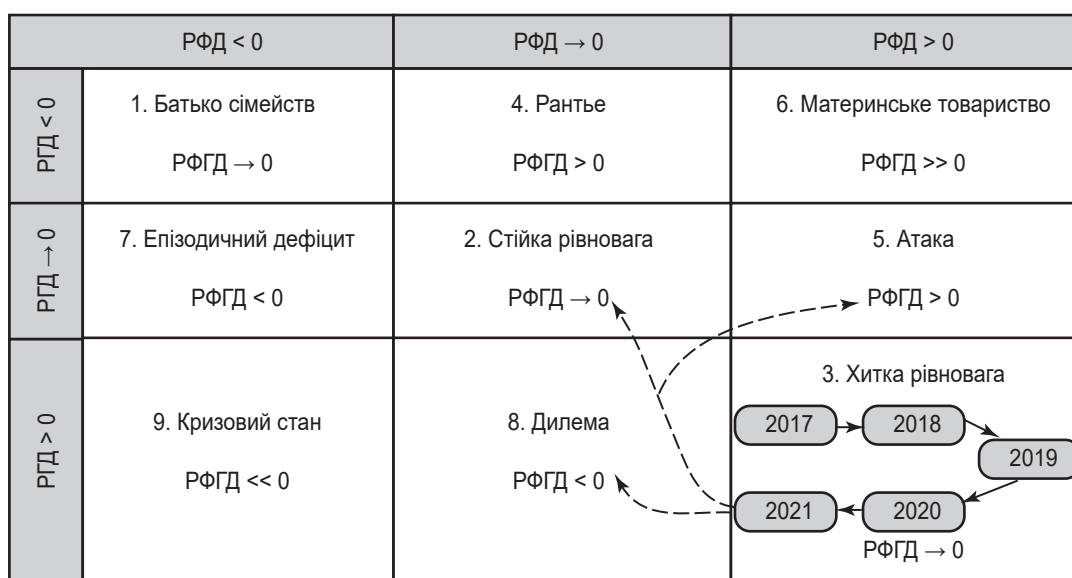 РФД < 0
РФД → 0
РФД > 0
РГД < 0
1. Батько сімейств
РФГД → 0
4. Рантьє
РФГД > 0
6. Материнське товариство
РФГД >> 0
РГД → 0
7. Епізодичний дефіцит
РФГД < 0
2. Стійка рівновага
РФГД → 0
5. Атака
РФГД > 0
РГД > 0
9. Кризовий стан
РФГД << 0
8. Дилема
РФГД < 0
3. Хитка рівновага
2017
2018
2019
2021
2020
РФГД → 0